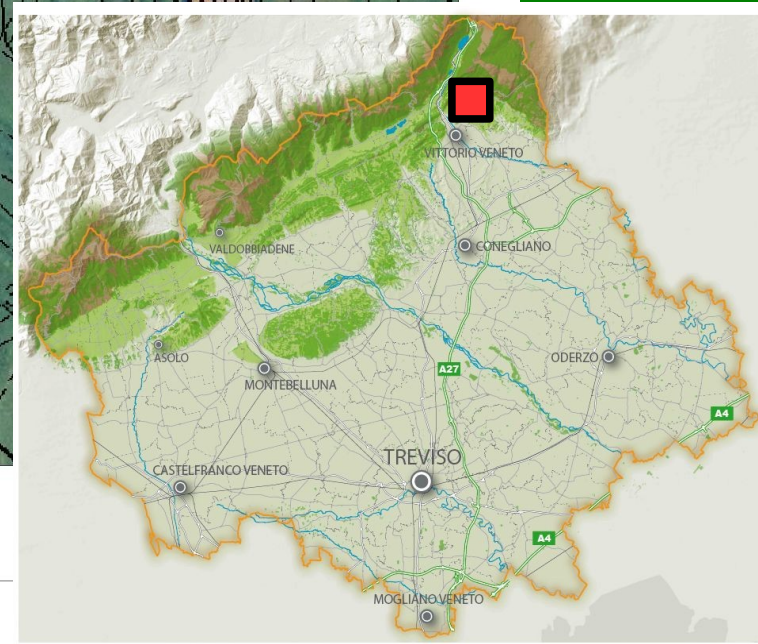 VITTORIO VENETO
CONEGLIANO
VALDOBBIADENE
ASOLO
MONTEBELLUNA
A27
ODERZO
A4
TREVISO
CASTELFRANCO VENETO
A4
MOGLIANO VENETO